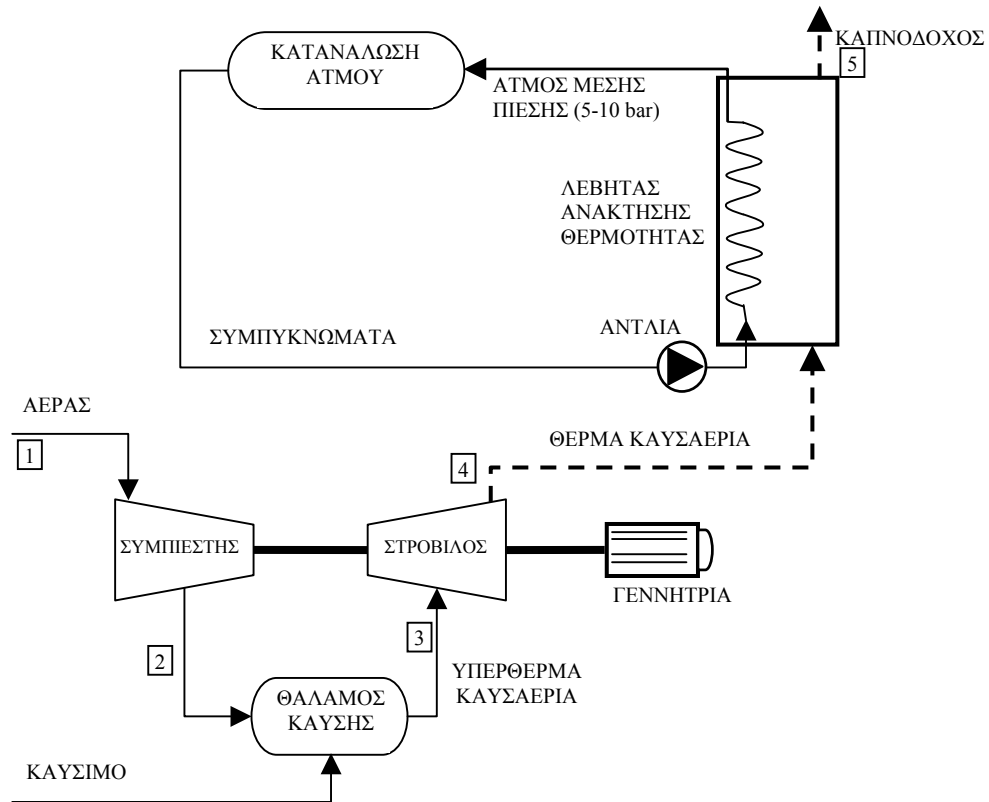 ΚΑΠΝΟΔΟΧΟΣ
5
ΚΑΤΑΝΑΛΩΣΗ
ΑΤΜΟΥ
ΑΤΜΟΣ ΜΕΣΗΣ
ΠΙΕΣΗΣ (5-10 bar)
ΛΕΒΗΤΑΣ
ΑΝΑΚΤΗΣΗΣ
ΘΕΡΜΟΤΗΤΑΣ
ΣΥΜΠΥΚΝΩΜΑΤΑ
ΑΝΤΛΙΑ
ΑΕΡΑΣ
1
ΘΕΡΜΑ ΚΑΥΣΑΕΡΙΑ
4
ΣΥΜΠΙΕΣΤΗΣ
ΣΤΡΟΒΙΛΟΣ
ΓΕΝΝΗΤΡΙΑ
2
3
ΥΠΕΡΘΕΡΜΑ
ΚΑΥΣΑΕΡΙΑ
ΘΑΛΑΜΟΣ
ΚΑΥΣΗΣ
ΚΑΥΣΙΜΟ